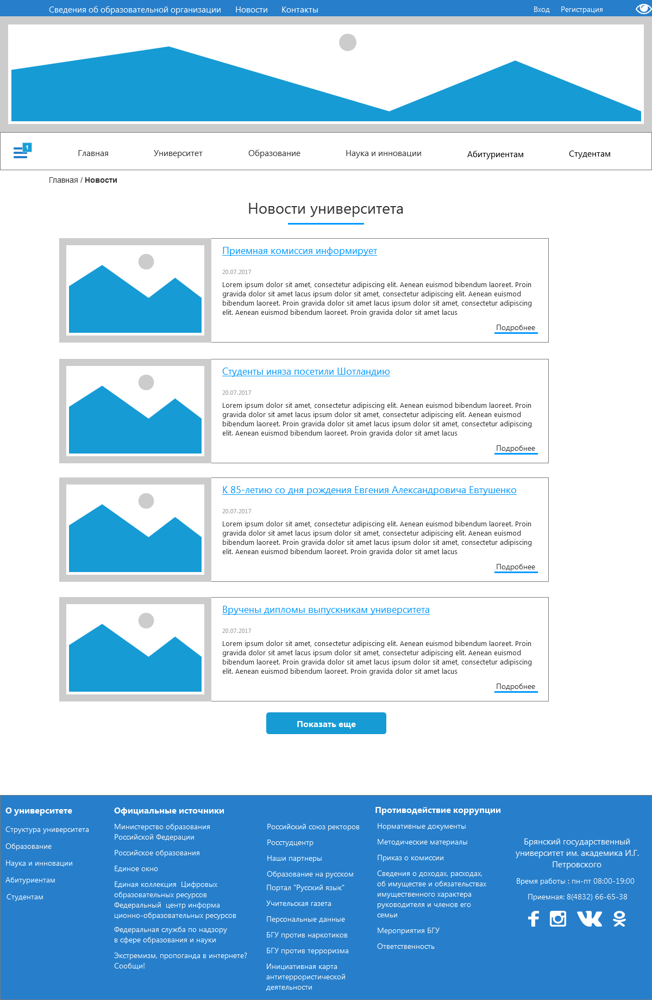 Сведения об образовательной организации Новости Контакты Вход Регистрация
1
Главная Университет Образование Наука и инновации Абитуриентам Студентам
Главная / Новости
Новости университета
Приемная комиссия информирует
20.07.2017
Lorem ipsum dolor sit amet, consectetur adipiscing elit. Aenean euismod bibendum laoreet. Proin
gravida dolor sit amet lacus ipsum dolor sit amet, consectetur adipiscing elit. Aenean euismod
bibendum laoreet. Proin gravida dolor sit amet lacus ipsum dolor sit amet, consectetur adipiscing
elit. Aenean euismod bibendum laoreet. Proin gravida dolor sit amet lacus
Подробнее
Студенты иняза посетили Шотландию
20.07.2017
Lorem ipsum dolor sit amet, consectetur adipiscing elit. Aenean euismod bibendum laoreet. Proin
gravida dolor sit amet lacus ipsum dolor sit amet, consectetur adipiscing elit. Aenean euismod
bibendum laoreet. Proin gravida dolor sit amet lacus ipsum dolor sit amet, consectetur adipiscing
elit. Aenean euismod bibendum laoreet. Proin gravida dolor sit amet lacus
Подробнее
К 85-летию со дня рождения Евгения Александровича Евтушенко
20.07.2017
Lorem ipsum dolor sit amet, consectetur adipiscing elit. Aenean euismod bibendum laoreet. Proin
gravida dolor sit amet lacus ipsum dolor sit amet, consectetur adipiscing elit. Aenean euismod
bibendum laoreet. Proin gravida dolor sit amet lacus ipsum dolor sit amet, consectetur adipiscing
elit. Aenean euismod bibendum laoreet. Proin gravida dolor sit amet lacus
Подробнее
Вручены дипломы выпускникам университета
20.07.2017
Lorem ipsum dolor sit amet, consectetur adipiscing elit. Aenean euismod bibendum laoreet. Proin
gravida dolor sit amet lacus ipsum dolor sit amet, consectetur adipiscing elit. Aenean euismod
bibendum laoreet. Proin gravida dolor sit amet lacus ipsum dolor sit amet, consectetur adipiscing
elit. Aenean euismod bibendum laoreet. Proin gravida dolor sit amet lacus
Подробнее
Показать еще
О университете
Структура университета
Образование
Наука и инновации
Абитуриентам
Студентам
Официальные источники
Министерство образования
Российской Федерации
Российское образования
Единое окно
Единая коллекция  Цифровых
образовательных ресурсов
Федеральный  центр информа
ционно-образовательных ресурсов
Федеральная служба по надзору
в сфере образования и науки
Экстремизм, пропоганда в интернете?
Сообщи!
Российский союз ректоров
Росстудцентр
Наши партнеры
Образование на русском
Портал "Русский язык"
Учительская газета
Персональные данные
БГУ против наркотиков
БГУ против терроризма
Инициативная карта
антитеррористической
деятельности
Противодействие коррупции
Нормативные документы
Методические материалы
Приказ о комиссии
Сведения о доходах, расходах,
об имуществе и обязательствах
имущественного характера
руководителя и членов его
семьи
Мероприятия БГУ
Ответственность
Брянский государственный
университет им. академика И.Г.
Петровского
Время работы : пн-пт 08:00-19:00
Приемная: 8(4832) 66-65-38